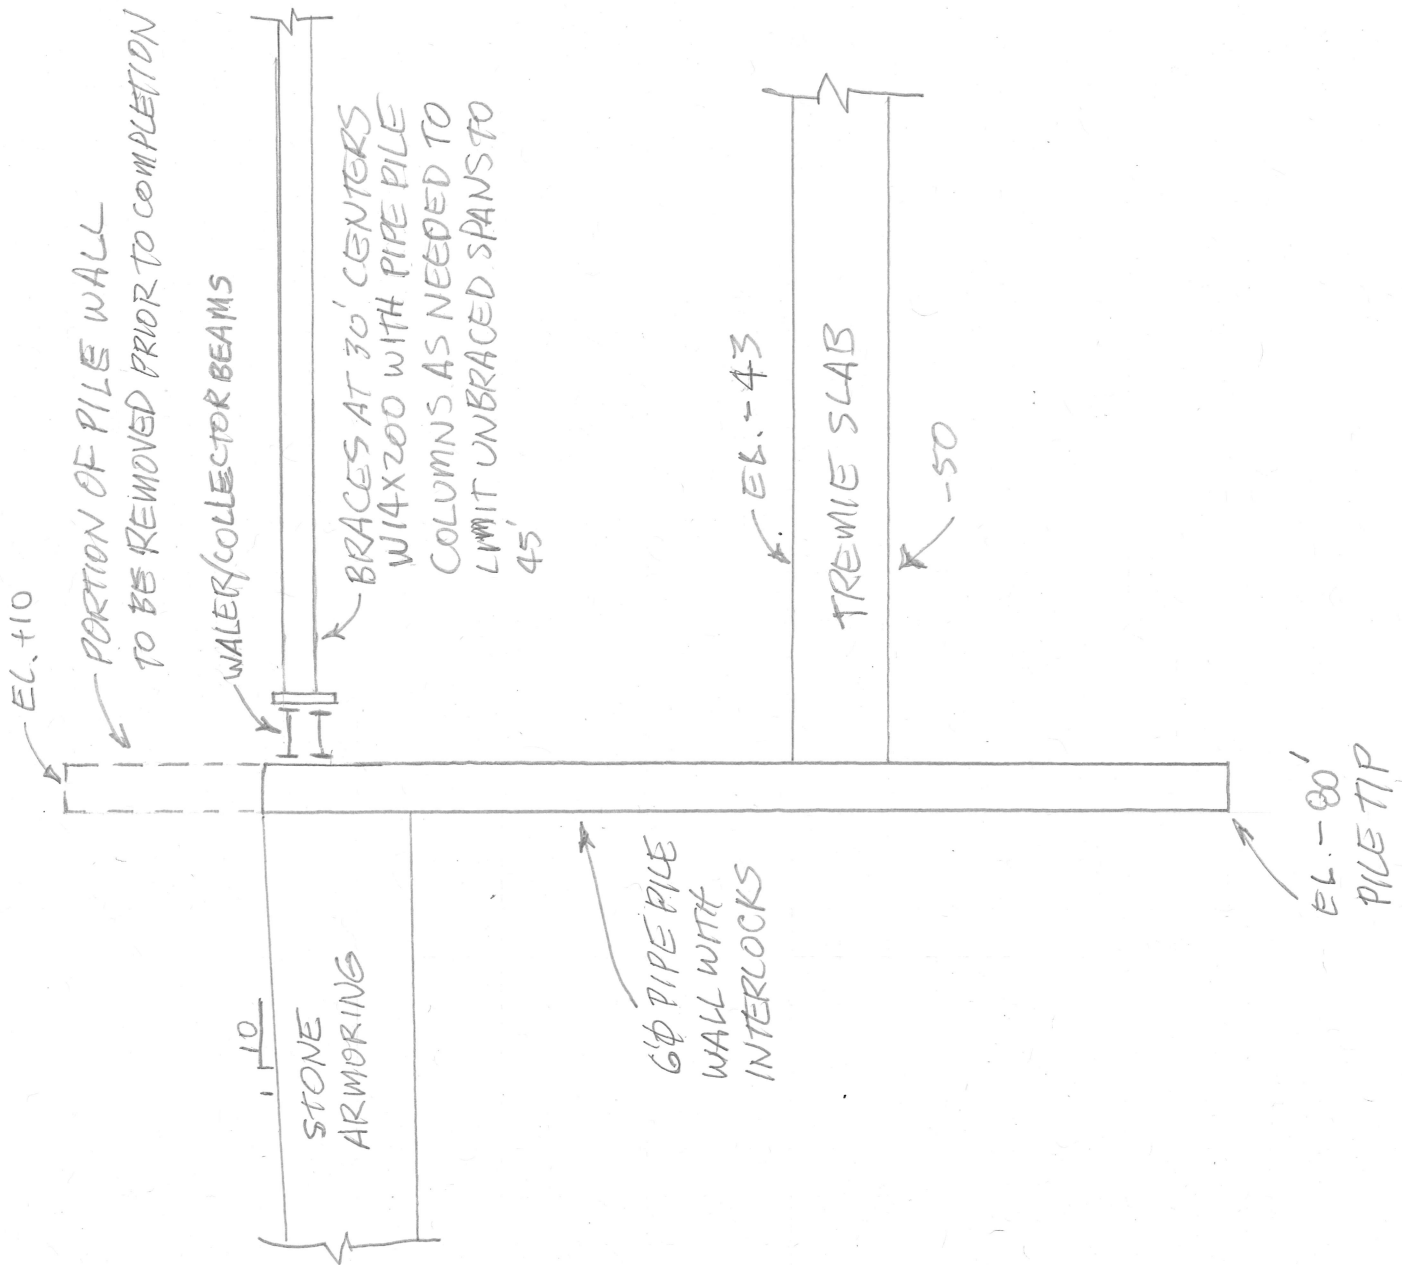 EL. +10
PORTION OF PILE WALL
TO BE REMOVED PRIOR TO COMPLETION
WALER/COLLECTOR BEAMS
BRACES AT 30' CENTERS
W14X200 WITH PIPE PILE
COLUMNS AS NEEDED TO
LIMIT UNBRACED SPANS TO
45'
10
STONE
ARMORING
6'ф PIPE PILE
WALL WITH
INTERLOCKS
EL. -43
TREMIE SLAB
-50
EL. -80'
PILE TIP